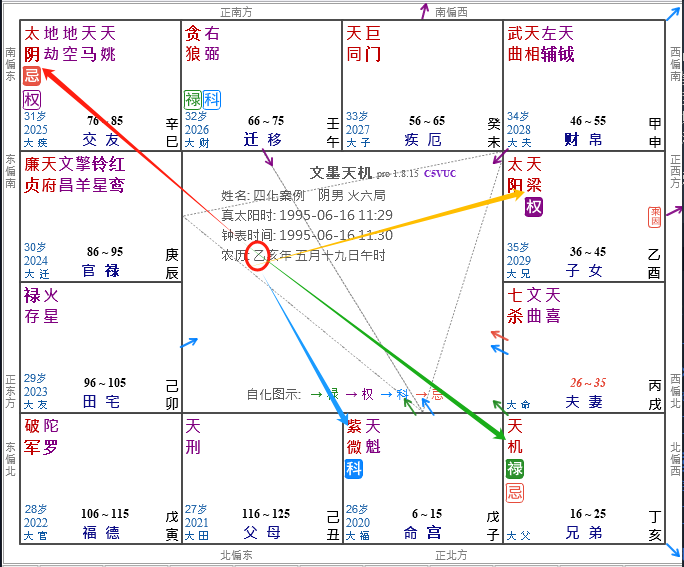 正南方
南偏西
南偏东
太地地天天
阴劫空马姚
忌
权
31岁
2025
大疾
76~85
交友
辛
巳
贪右
狼弼
禄科
32岁
2026
大财
66~75
迁移
壬
午
天巨
同门
33岁
2027
大子
56~65
疾厄
癸
未
武天左天
曲相辅钺
34岁
2028
大夫
46~55
财帛
甲
申
西偏南
东偏南
廉天文擎铃红
贞府昌羊星鸾
30岁
2024
大迁
86~95
官禄
庚
辰
文墨天机 pro 1.8.15 C5VUC
姓名: 四化案例 阴男 火六局
真太阳时: 1995-06-16 11:29
钟表时间: 1995-06-16 11:30
农历: 乙亥年 五月十九日午时
自化图示: →禄 →权 →科 →忌
太天
阳梁
权
来因
35岁
2029
大兄
36~45
子女
乙
酉
正西方
禄火
存星
29岁
2023
大友
96~105
田宅
己
卯
正东方
七文天
杀曲喜
大命
26~35
夫妻
丙
戌
西偏北
东偏北
破陀
军罗
28岁
2022
大官
106~115
福德
戊
寅
天
刑
27岁
2021
大田
116~125
父母
己
丑
紫天
微魁
科
26岁
2020
大福
6~15
命宫
戊
子
天
机
禄
忌
大父
16~25
兄弟
丁
亥
北偏西
北偏东
正北方